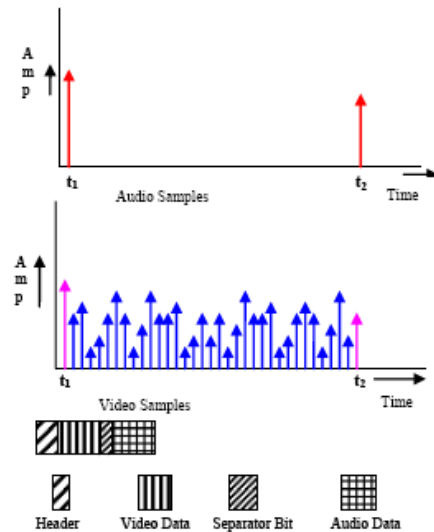 A
m
p
t₁
t₂
Audio Samples
Time
A
m
p
t₁
t₂
Video Samples
Time
Header
Video Data
Separator Bit
Audio Data